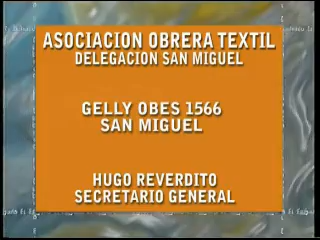 ASOCIACION OBRERA TEXTIL
DELEGACION SAN MIGUEL
GELLY OBES 1566
SAN MIGUEL
HUGO REVERDITO
SECRETARIO GENERAL